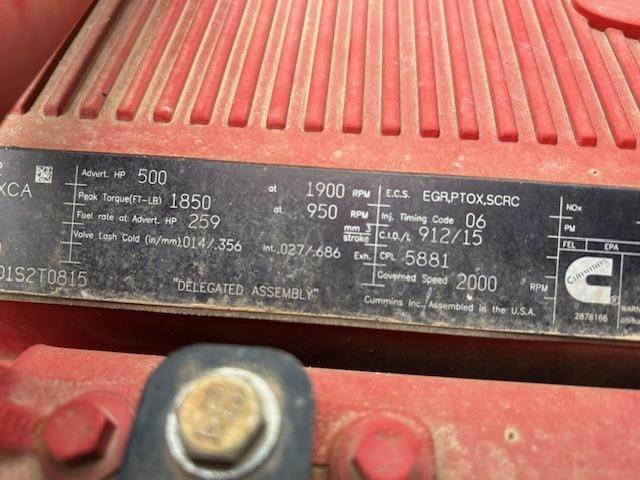 XCA
Advert. HP 500 at 1900 RPM
Peak Torque(FT-LB) 1850 at 950 RPM
Fuel rate at Advert. HP 259 mm 3 stroke
Valve Lash Cold (in/mm) .014/.356 Int. .027/.686 Exh.
01S2T0815
"DELEGATED ASSEMBLY"
E.C.S. EGR,PTOX,SCRC
Inj. Timing Code 06
C.I.D./L 912/15
CPL 5881
Governed Speed 2000 RPM
Cummins Inc. Assembled in the U.S.A.
NOx
PM
FEL EPA
Cummins
2878166
WARN